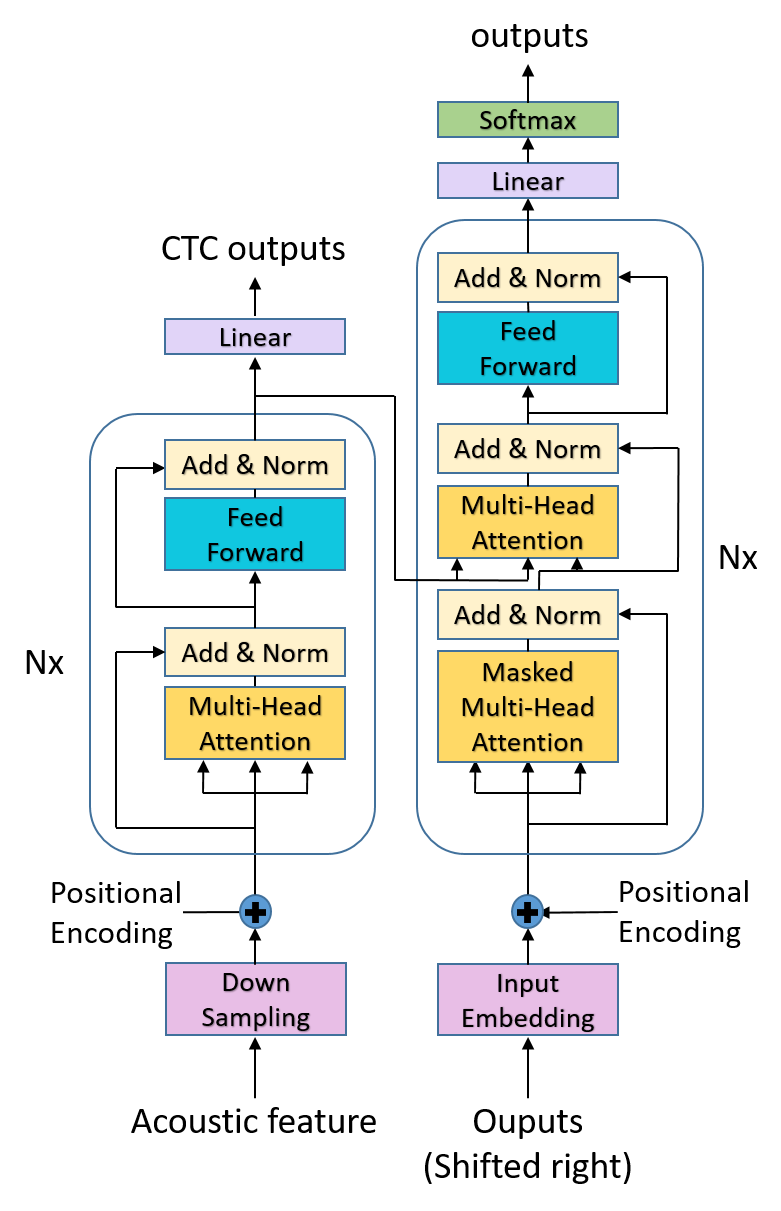 outputs
Softmax
Linear
Add & Norm
Feed
Forward
Add & Norm
Multi-Head
Attention
Add & Norm
Masked
Multi-Head
Attention
Nx
Positional
Encoding
Input
Embedding
Ouputs
(Shifted right)
CTC outputs
Linear
Add & Norm
Feed
Forward
Add & Norm
Multi-Head
Attention
Nx
Positional
Encoding
Down
Sampling
Acoustic feature